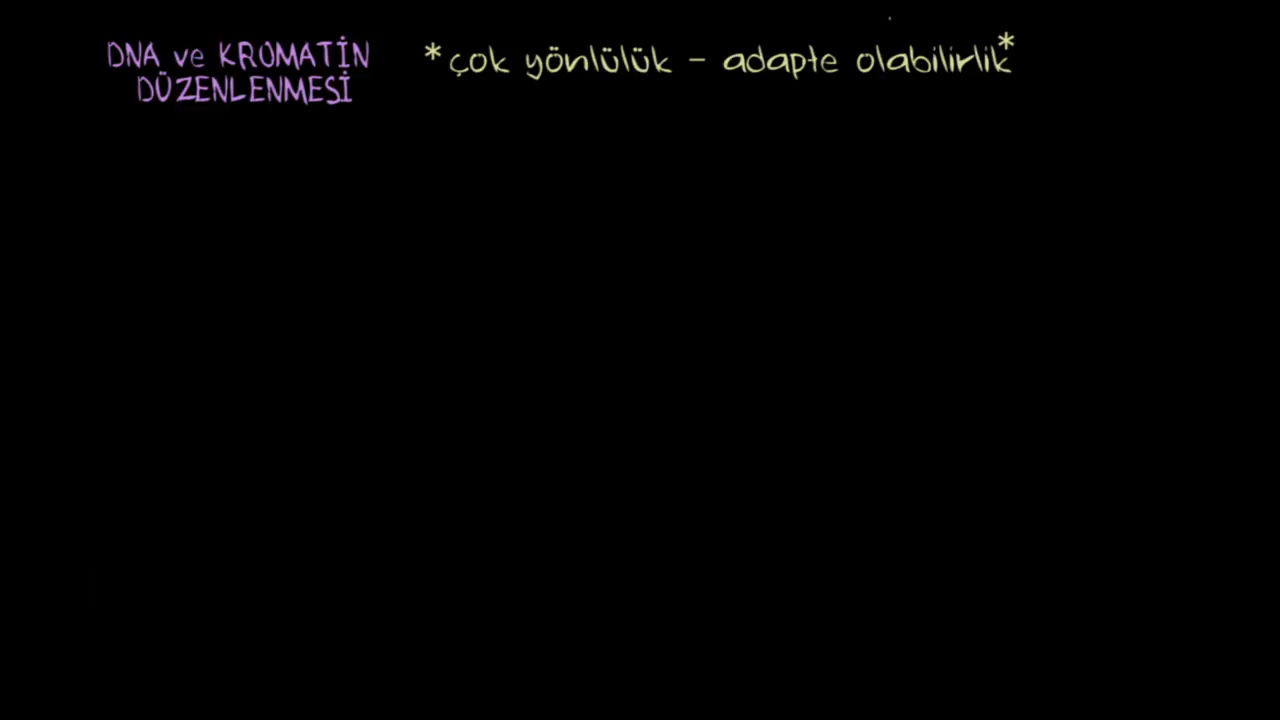 DNA ve KROMATİN
DÜZENLENMESİ
*çok yönlülük - adapte olabilirlik*